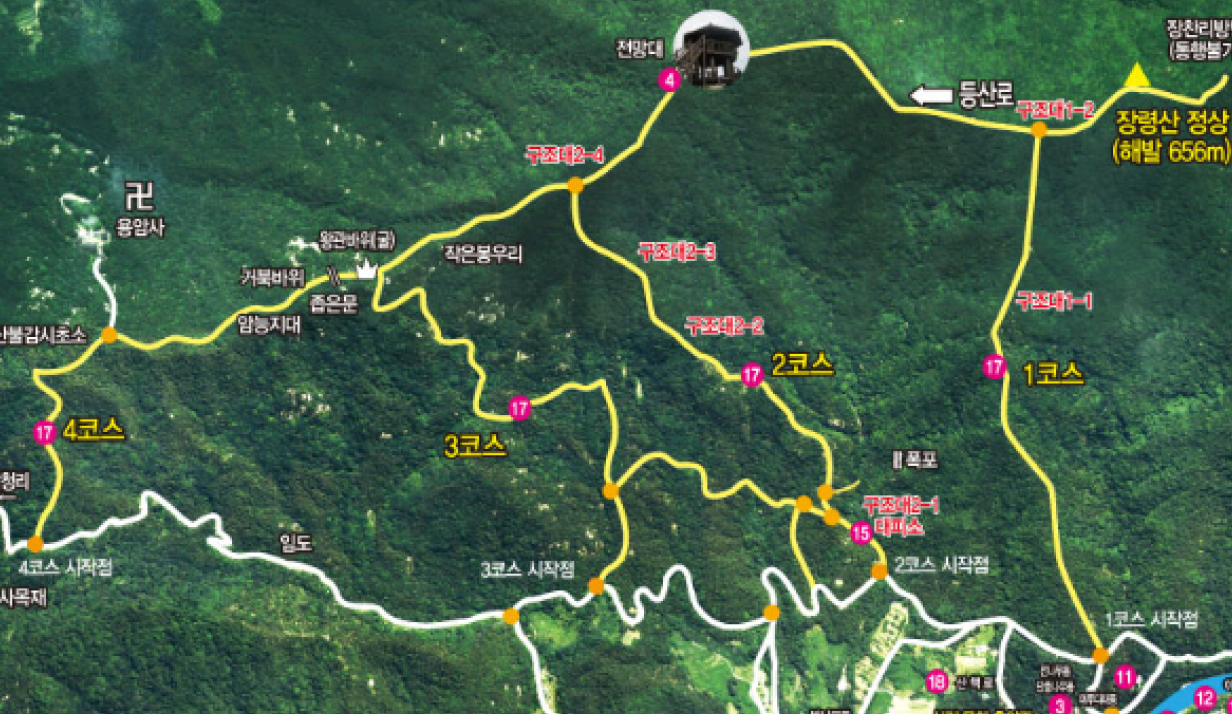 장찬리방
(통행불가
전망대
4
등산로
구조대1-2
장령산 정상
(해발 656m)
구조대2-4
卍
용암사
왕관바위(굴)
작은봉우리
구조대2-3
거북바위
좁은문
구조대1-1
암능지대
구조대2-2
산불감시초소
17
2코스
17
1코스
17
3코스
17
4코스
폭포
청리
구조대2-1
15
대피소
임도
4코스 시작점
3코스 시작점
2코스 시작점
사목재
1코스 시작점
18
산책로
11
3
12